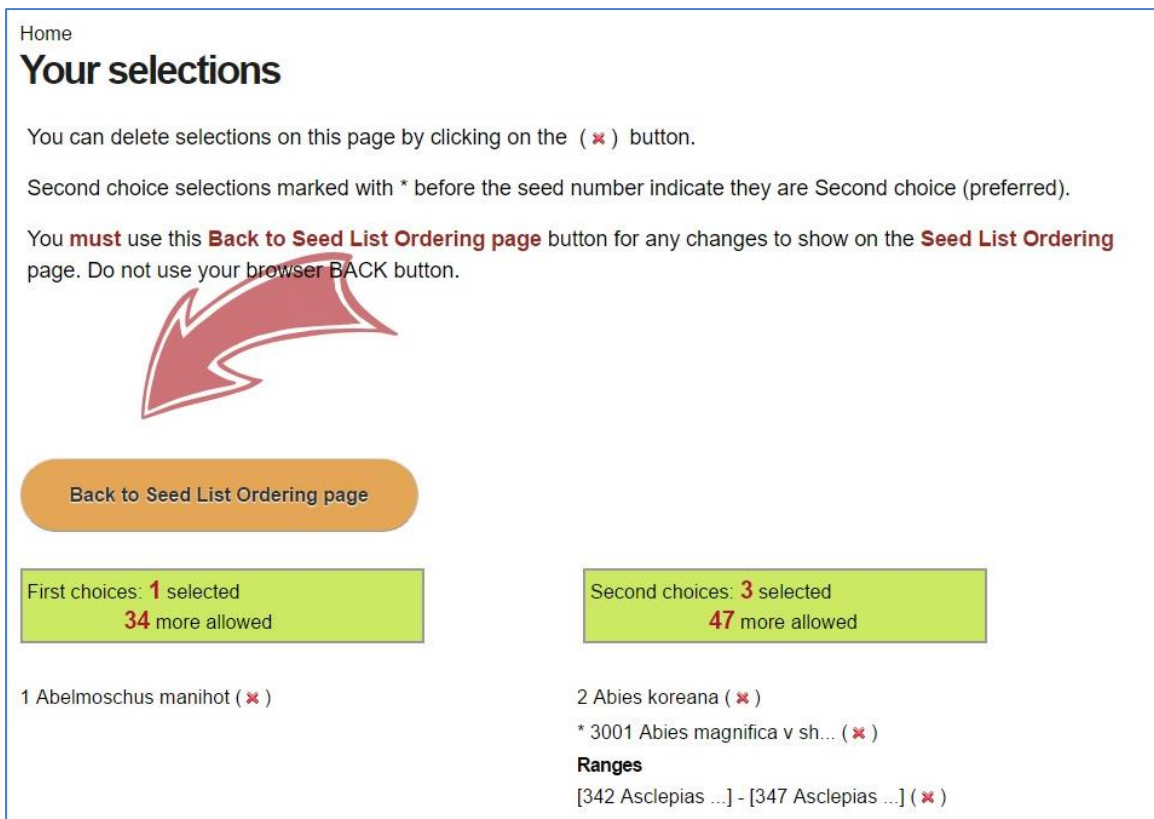 Home
Your selections
You can delete selections on this page by clicking on the (✖) button.
Second choice selections marked with * before the seed number indicate they are Second choice (preferred).
You must use this Back to Seed List Ordering page button for any changes to show on the Seed List Ordering
page. Do not use your browser BACK button.
Back to Seed List Ordering page
First choices: 1 selected
34 more allowed
Second choices: 3 selected
47 more allowed
1 Abelmoschus manihot (✖)
2 Abies koreana (✖)
* 3001 Abies magnifica v sh... (✖)
Ranges
[342 Asclepias ...] - [347 Asclepias ...] (✖)